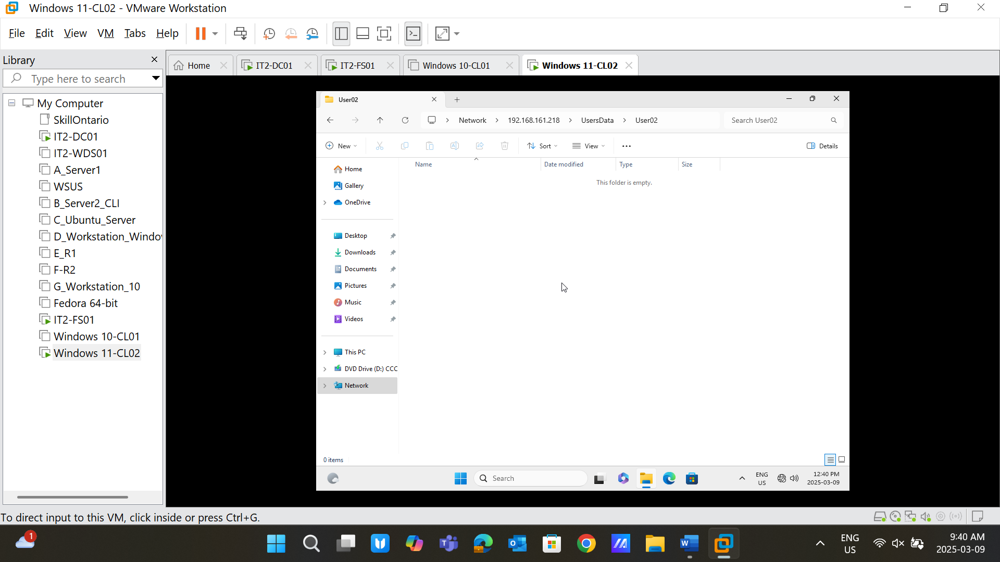 Windows 11-CL02 - VMware Workstation
File Edit View VM Tabs Help
Library
Type here to search
My Computer
SkillOntario
IT2-DC01
IT2-WDS01
A_Server1
WSUS
B_Server2_CLI
C_Ubuntu_Server
D_Workstation_Windo
E_R1
F-R2
G_Workstation_10
Fedora 64-bit
IT2-FS01
Windows 10-CL01
Windows 11-CL02
Home IT2-DC01 IT2-FS01 Windows 10-CL01 Windows 11-CL02
User02
Network 192.168.161.218 UsersData User02
Search User02
New Sort View Details
Home
Gallery
OneDrive
Desktop
Downloads
Documents
Pictures
Music
Videos
This PC
DVD Drive (D:) CCC
Network
Name Date modified Type Size
This folder is empty.
0 items
Search
ENG
US
12:40 PM
2025-03-09
To direct input to this VM, click inside or press Ctrl+G.
1
ENG
US
9:40 AM
2025-03-09